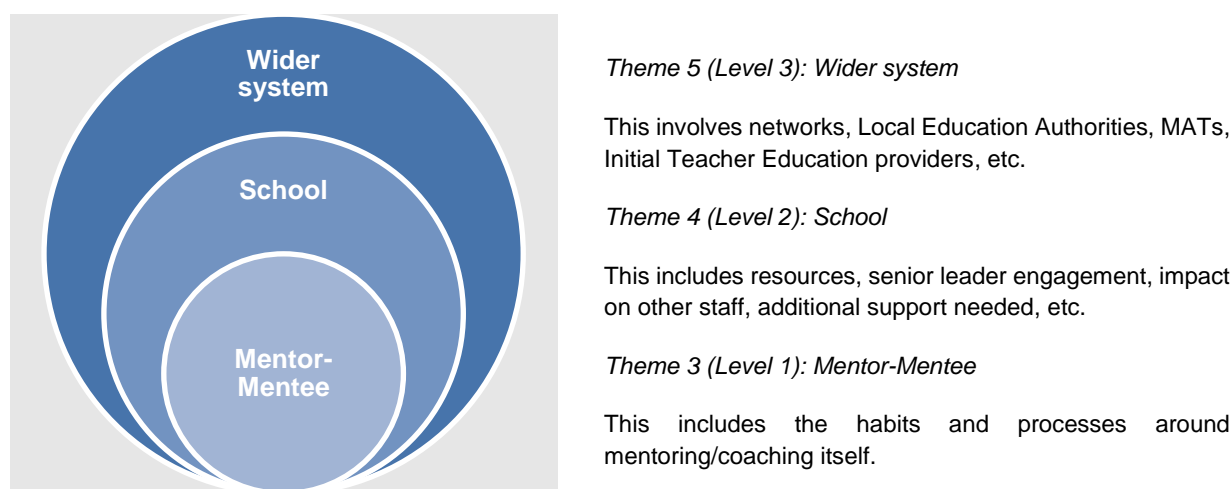 Wider
system
School
Mentor-
Mentee
Theme 5 (Level 3): Wider system
This involves networks, Local Education Authorities, MATs,
Initial Teacher Education providers, etc.
Theme 4 (Level 2): School
This includes resources, senior leader engagement, impact
on other staff, additional support needed, etc.
Theme 3 (Level 1): Mentor-Mentee
This includes the habits and processes around
mentoring/coaching itself.